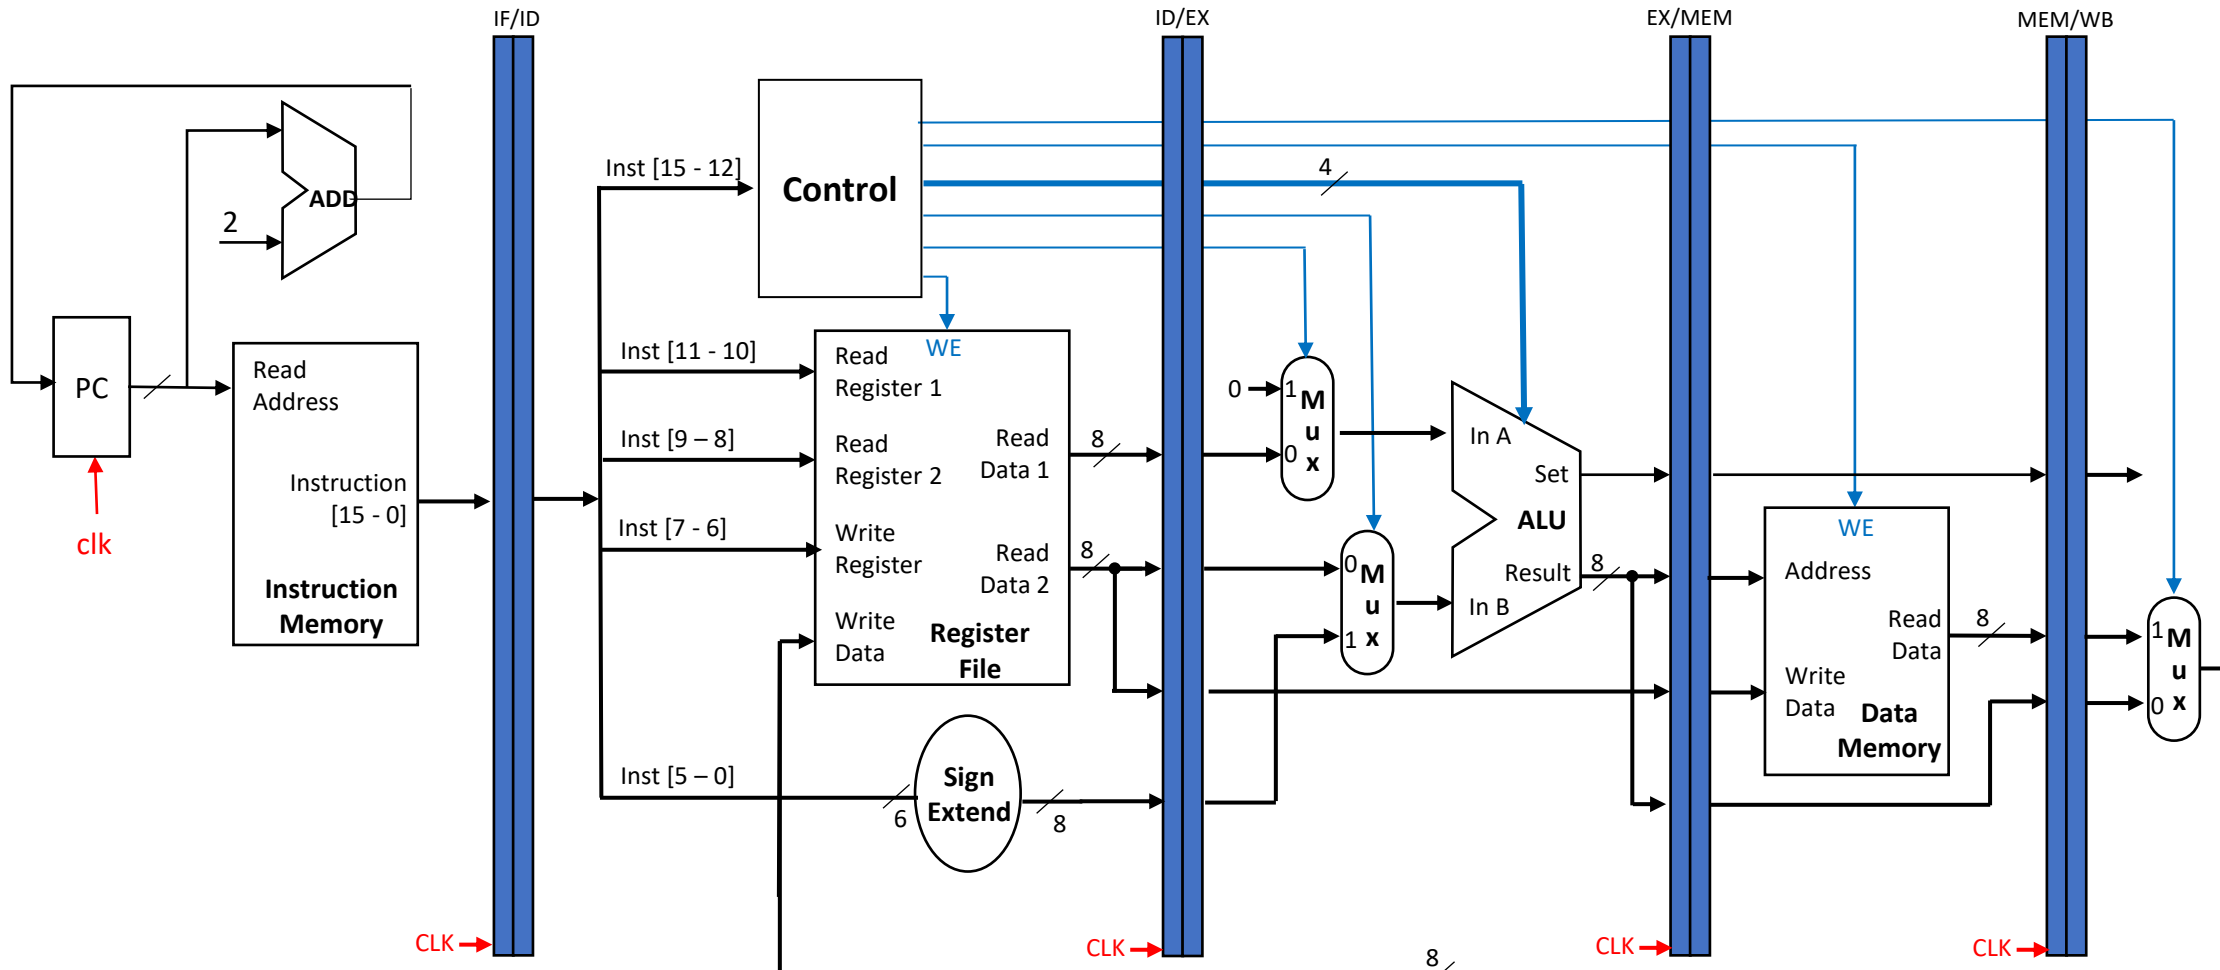 IF/ID
ID/EX
EX/MEM
MEM/WB
ADD
2
PC
clk
Read
Address
Instruction
[15 - 0]
Instruction
Memory
CLK
Inst [15 - 12]
Control
Inst [11 - 10]
Inst [9 – 8]
Inst [7 - 6]
Inst [5 – 0]
WE
Read
Register 1
Read
Register 2
Write
Register
Write
Data
Read
Data 1
Read
Data 2
Register
File
8
8
6
Sign
Extend
8
CLK
4
0
1
0
M
u
x
0
1
M
u
x
In A
Set
ALU
Result
In B
8
CLK
8
WE
Address
Read
Data
Write
Data
Data
Memory
8
CLK
1
0
M
u
x